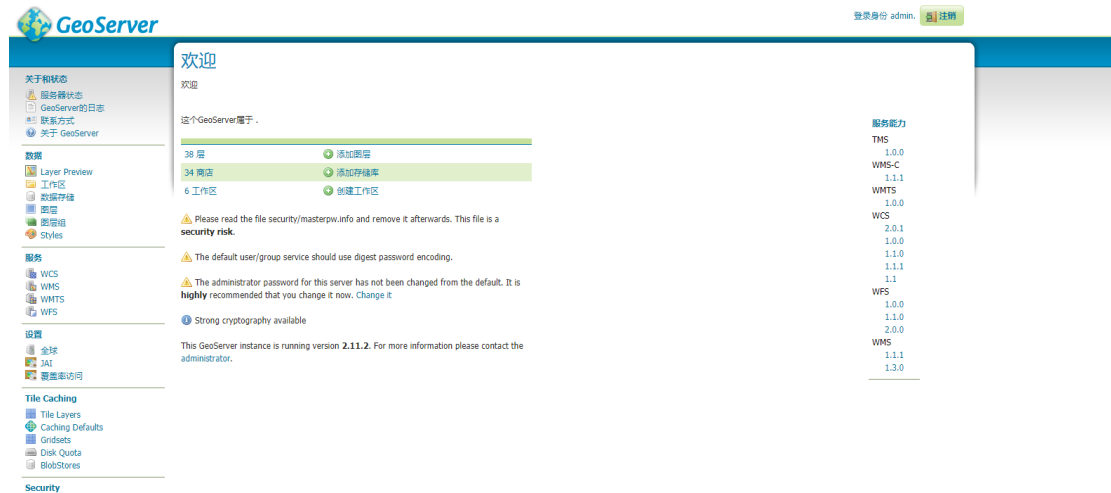 GeoServer
登录身份 admin.
注销
关于和状态
服务器状态
GeoServer的日志
联系方式
关于 GeoServer
数据
Layer Preview
工作区
数据存储
图层
图层组
Styles
服务
WCS
WMS
WMTS
WFS
设置
全球
JAI
覆盖率访问
Tile Caching
Tile Layers
Caching Defaults
Gridsets
Disk Quota
BlobStores
Security
欢迎
欢迎
这个GeoServer属于 .
38 层 添加图层
34 商店 添加存储库
6 工作区 创建工作区
Please read the file security/masterpw.info and remove it afterwards. This file is a
security risk.
The default user/group service should use digest password encoding.
The administrator password for this server has not been changed from the default. It is
highly recommended that you change it now. Change it
Strong cryptography available
This GeoServer instance is running version 2.11.2. For more information please contact the
administrator.
服务能力
TMS
1.0.0
WMS-C
1.1.1
WMTS
1.0.0
WCS
2.0.1
1.0.0
1.1.0
1.1.1
1.1
WFS
1.0.0
1.1.0
2.0.0
WMS
1.1.1
1.3.0